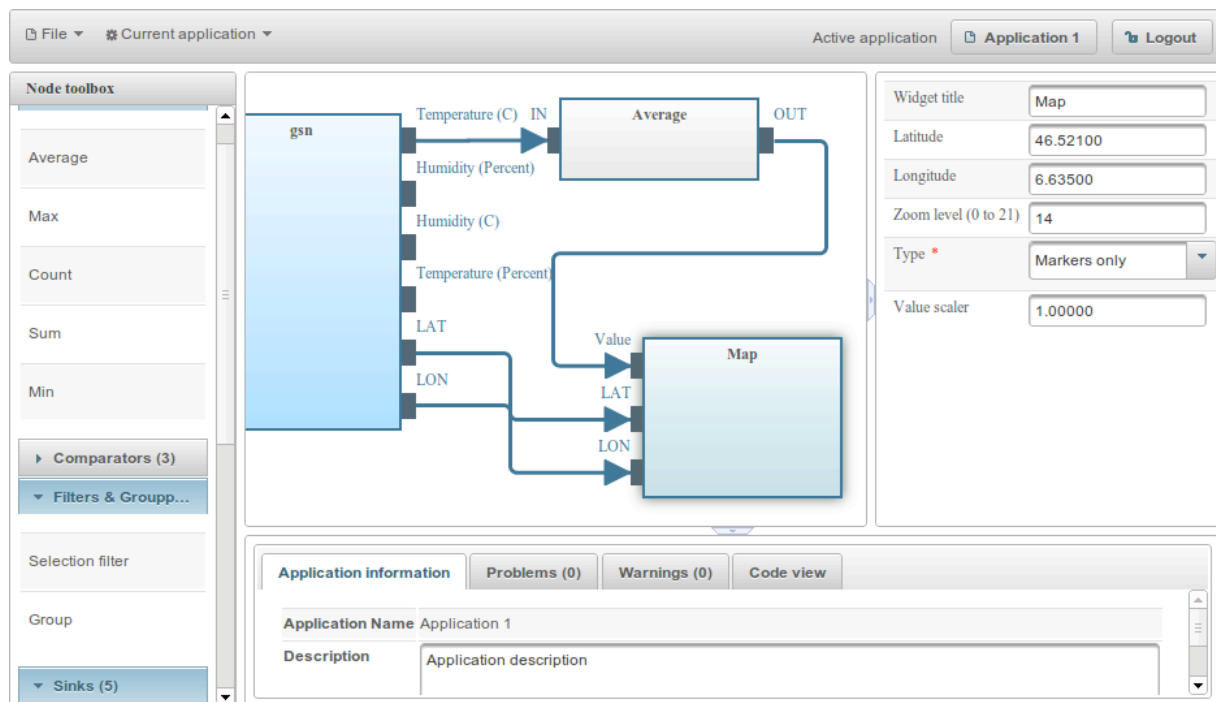 File Current application Active application Application 1 Logout
Node toolbox
Average
Max
Count
Sum
Min
Comparators (3)
Filters & Groupp...
Selection filter
Group
Sinks (5)
gsn
Temperature (C) IN
Average
OUT
Humidity (Percent)
Humidity (C)
Temperature (Percent)
LAT
LON
Value
Map
LAT
LON
Widget title Map
Latitude 46.52100
Longitude 6.63500
Zoom level (0 to 21) 14
Type * Markers only
Value scaler 1.00000
Application information Problems (0) Warnings (0) Code view
Application Name Application 1
Description Application description